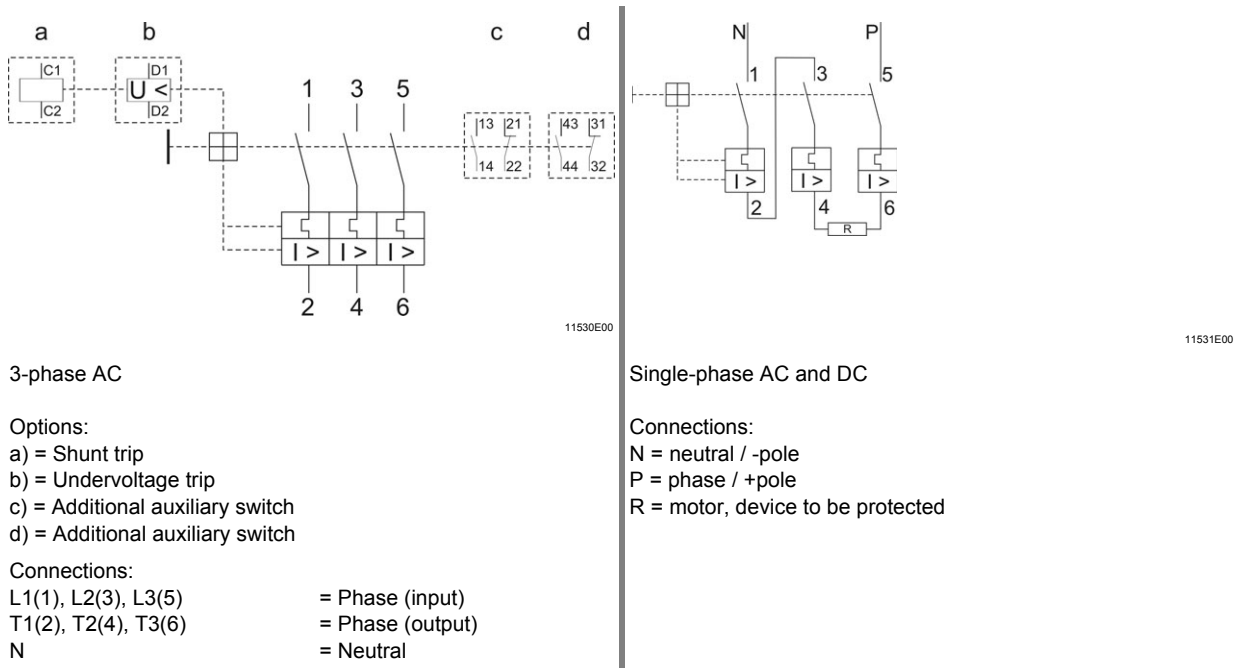 a b c d
C1 D1
U <
C2 D2
1 3 5
13 21 43 31
14 22 44 32
I > I > I >
2 4 6
11530E00
3-phase AC
Options:
a) = Shunt trip
b) = Undervoltage trip
c) = Additional auxiliary switch
d) = Additional auxiliary switch
Connections:
L1(1), L2(3), L3(5) = Phase (input)
T1(2), T2(4), T3(6) = Phase (output)
N = Neutral
N P
1 3 5
I > I > I >
2 4 6
R
11531E00
Single-phase AC and DC
Connections:
N = neutral / -pole
P = phase / +pole
R = motor, device to be protected